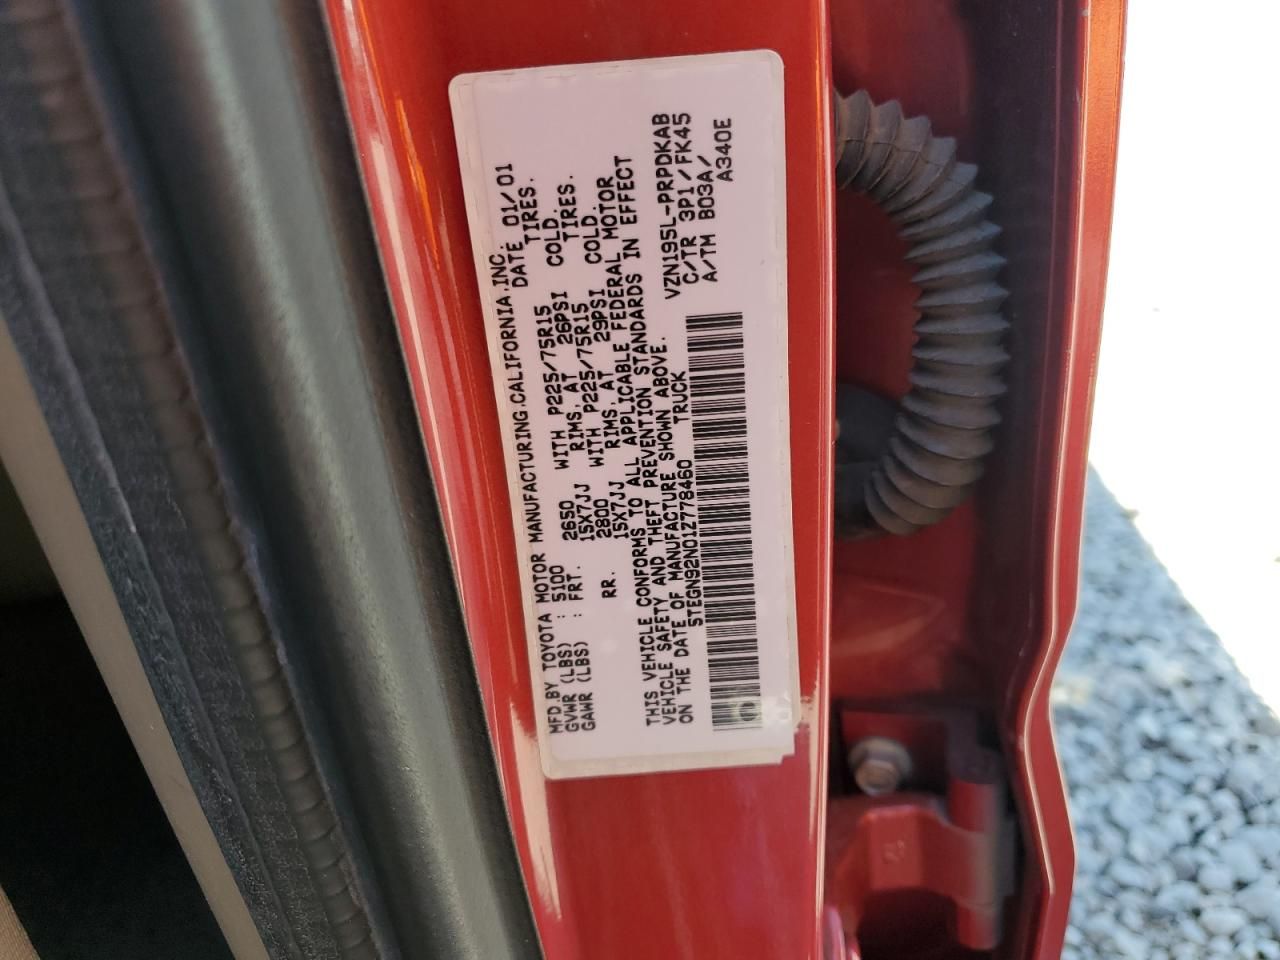 MFD.BY TOYOTA MOTOR MANUFACTURING,CALIFORNIA,INC.
GVWR (LBS) : 5100 DATE 01/01
GAWR (LBS) : FRT. 2650 WITH P225/75R15 TIRES.
15X7JJ RIMS, AT 26PSI COLD.
RR. 2800 WITH P225/75R15 TIRES.
15X7JJ RIMS, AT 29PSI COLD.
THIS VEHICLE CONFORMS TO ALL APPLICABLE FEDERAL MOTOR
VEHICLE SAFETY AND THEFT PREVENTION STANDARDS IN EFFECT
ON THE DATE OF MANUFACTURE SHOWN ABOVE.
5TEGN92N01Z778460 TRUCK
VZN195L-PRPDKAB
C/TR 3P1/FK45
A/TM B03A/
A340E